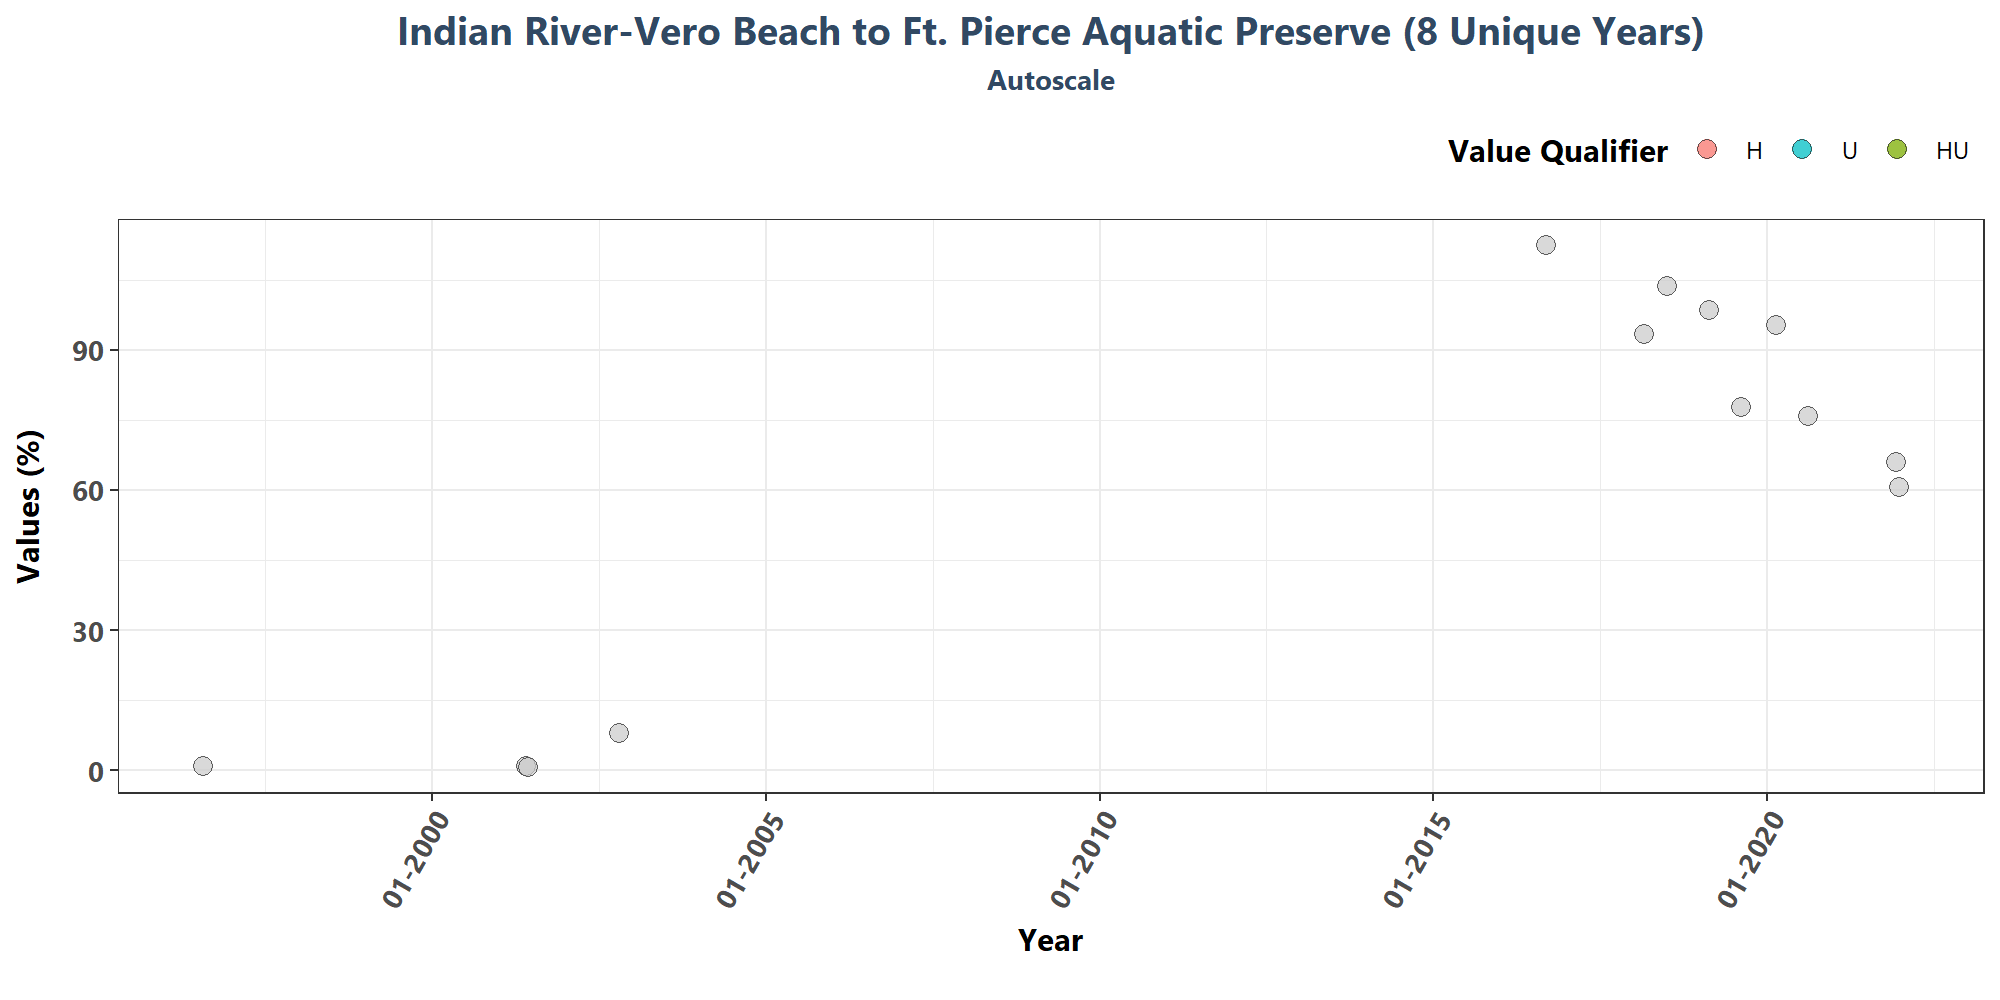 Indian River-Vero Beach to Ft. Pierce Aquatic Preserve (8 Unique Years)
Autoscale
Value Qualifier H U HU
90
60
30
0
Values (%)
01-2000 01-2005 01-2010 01-2015 01-2020
Year